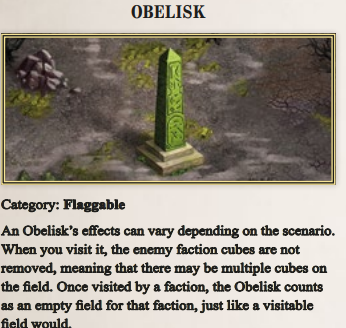 OBELISK
Category: Flaggable
An Obelisk's effects can vary depending on the scenario.
When you visit it, the enemy faction cubes are not
removed, meaning that there may be multiple cubes on
the field. Once visited by a faction, the Obelisk counts
as an empty field for that faction, just like a visitable
field would.